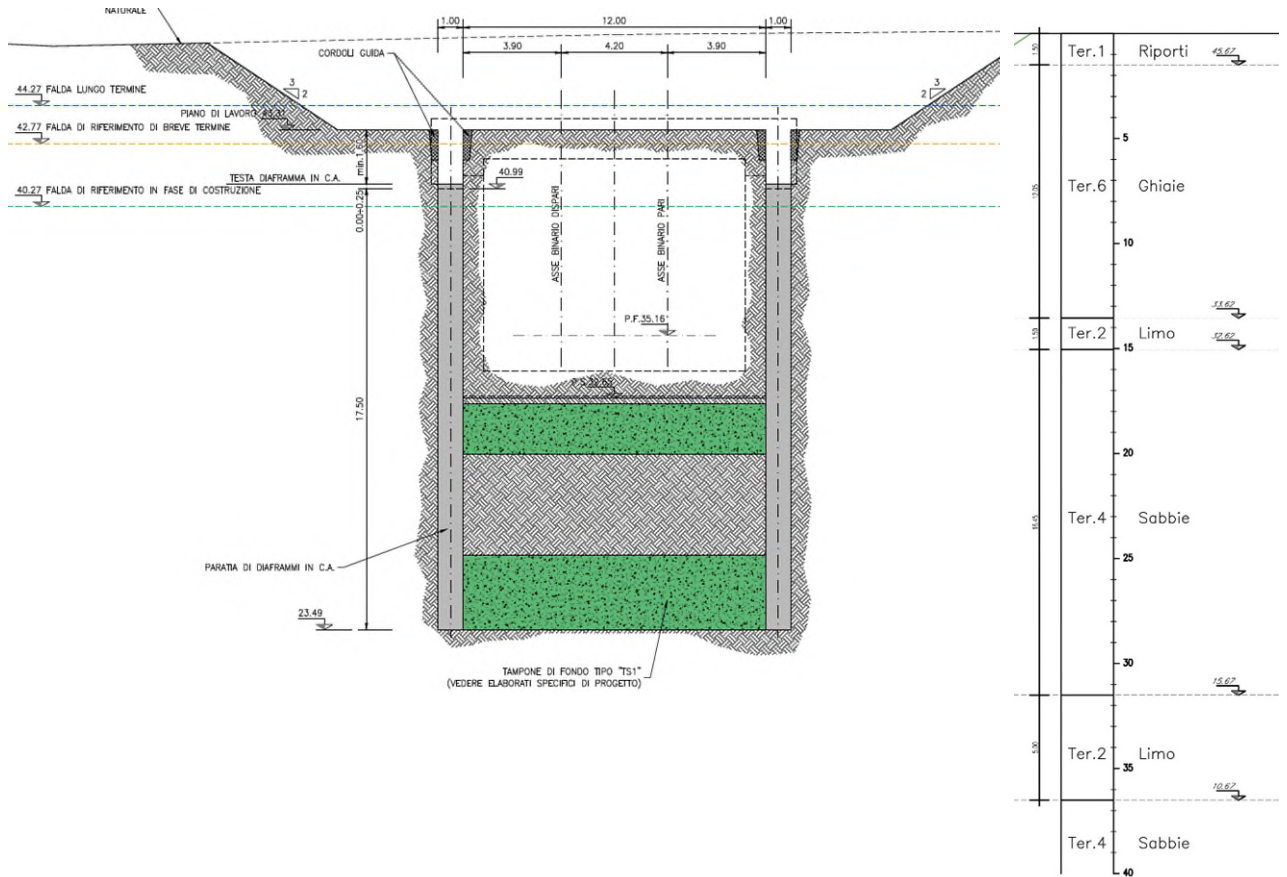 NATURALE
1.00
12.00
1.00
CORDOLI GUIDA
3.90
4.20
3.90
3
2
3
2
44.27 FALDA LUNGO TERMINE
PIANO DI LAVORO
42.77 FALDA DI RIFERIMENTO DI BREVE TERMINE
min.1.60
TESTA DIAFRAMMA IN C.A.
40.99
40.27 FALDA DI RIFERIMENTO IN FASE DI COSTRUZIONE
0.00÷0.25
ASSE BINARIO DISPARI
ASSE BINARIO PARI
P.F.35.16
17.50
PARATIA DI DIAFRAMMI IN C.A.
23.49
TAMPONE DI FONDO TIPO "TS1"
(VEDERE ELABORATI SPECIFICI DI PROGETTO)
1.50
Ter.1 Riporti 45.67
5
Ter.6 Ghiaie
10
33.67
Ter.2 Limo 32.67
15
20
Ter.4 Sabbie
25
30
15.67
5.00
Ter.2 Limo
35
10.67
Ter.4 Sabbie
40